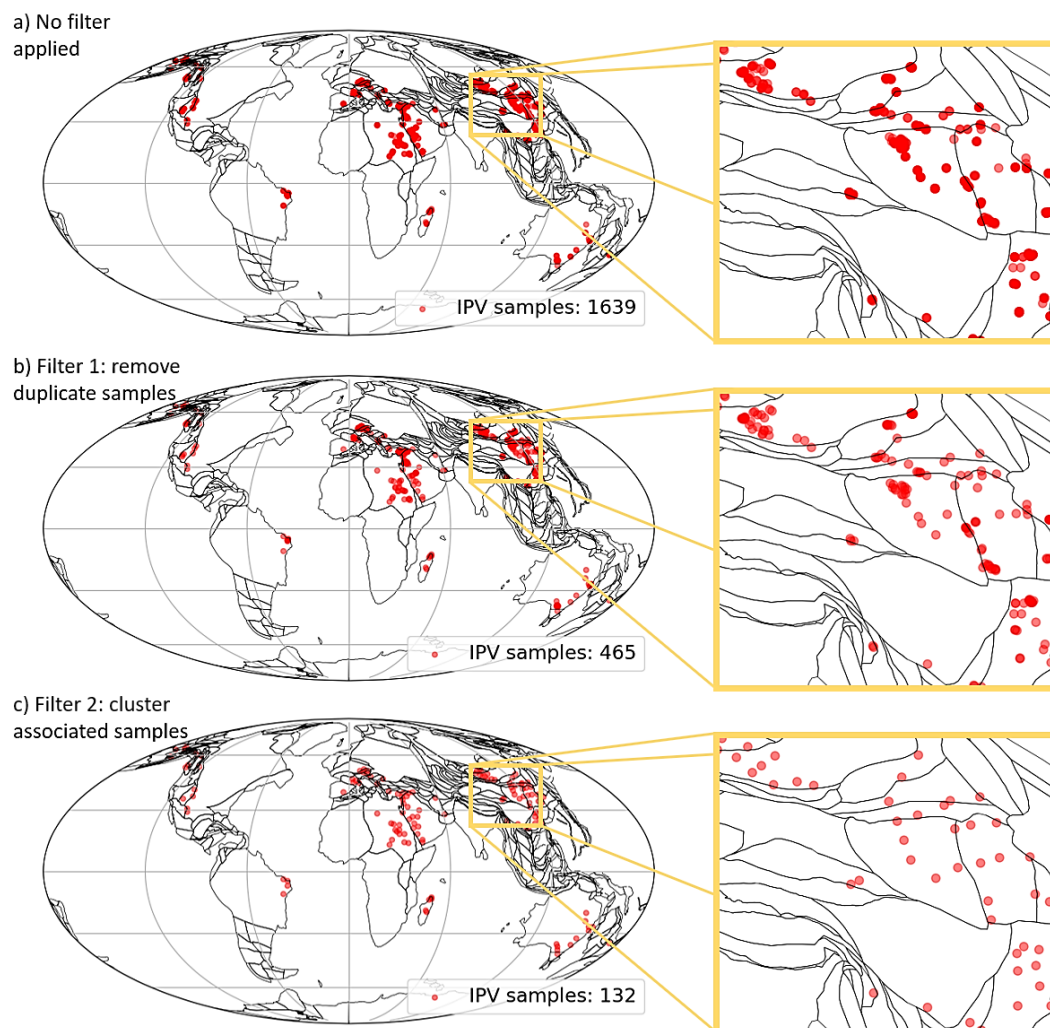 a) No filter
applied
IPV samples: 1639
b) Filter 1: remove
duplicate samples
IPV samples: 465
c) Filter 2: cluster
associated samples
IPV samples: 132